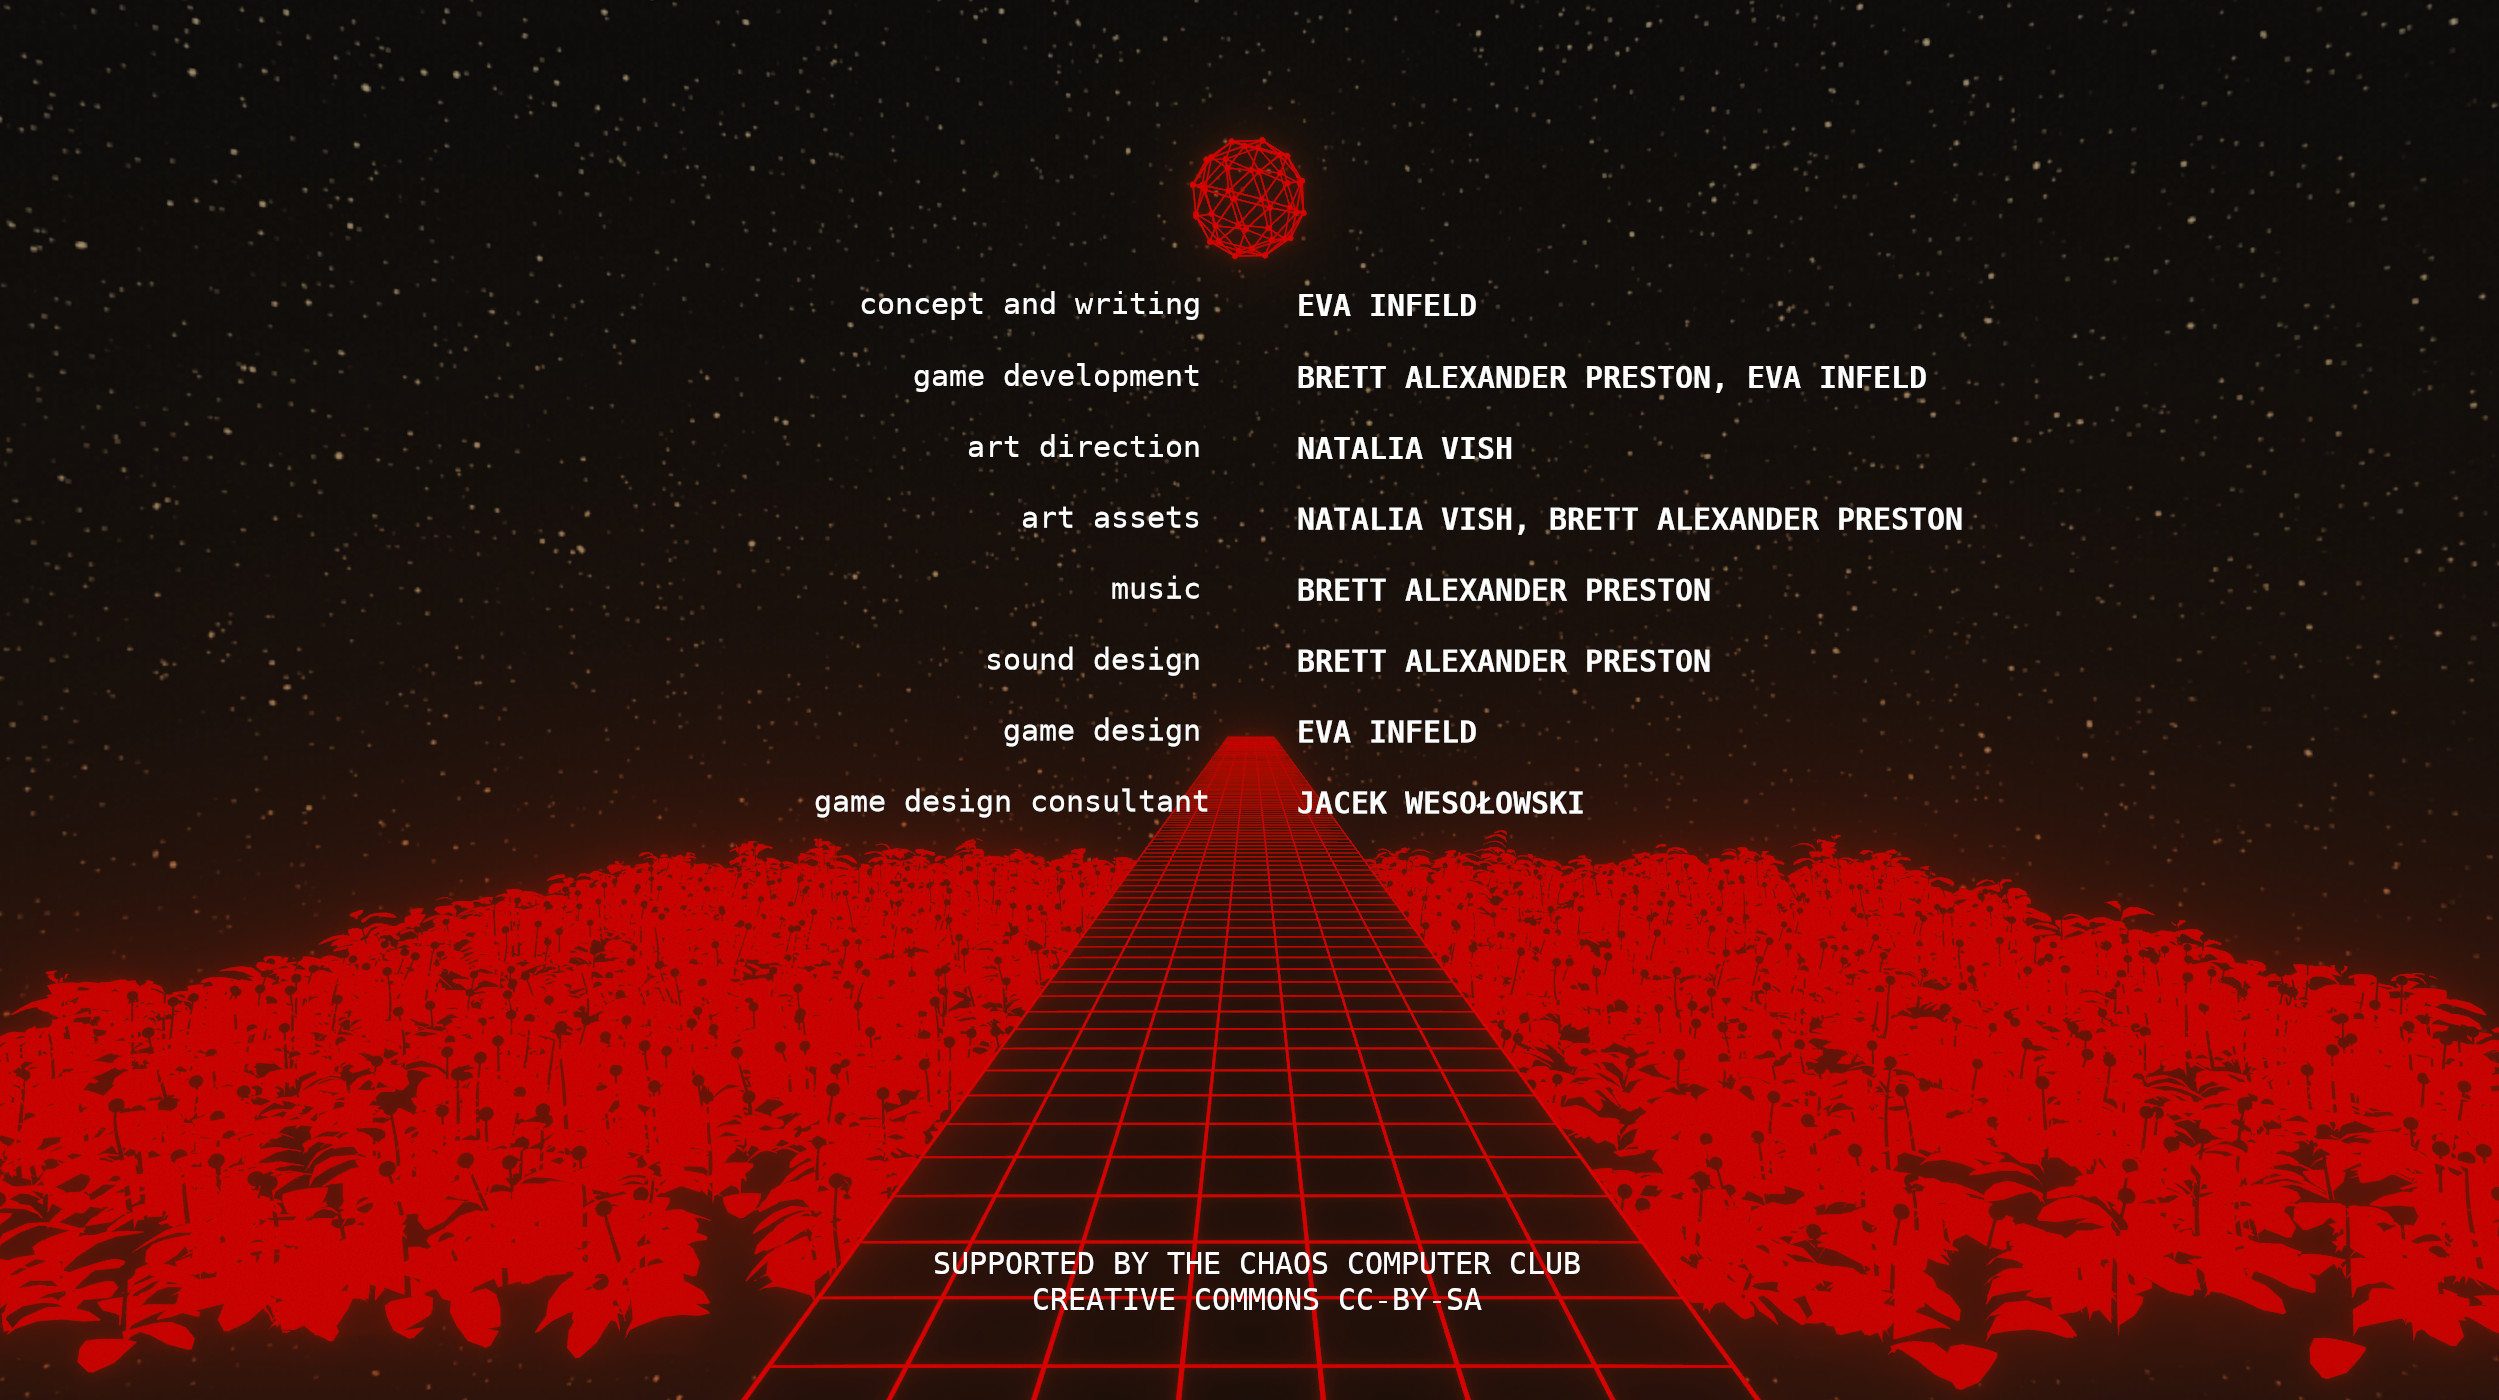 concept and writing EVA INFELD
game development BRETT ALEXANDER PRESTON, EVA INFELD
art direction NATALIA VISH
art assets NATALIA VISH, BRETT ALEXANDER PRESTON
music BRETT ALEXANDER PRESTON
sound design BRETT ALEXANDER PRESTON
game design EVA INFELD
game design consultant JACEK WESOŁOWSKI
SUPPORTED BY THE CHAOS COMPUTER CLUB
CREATIVE COMMONS CC-BY-SA